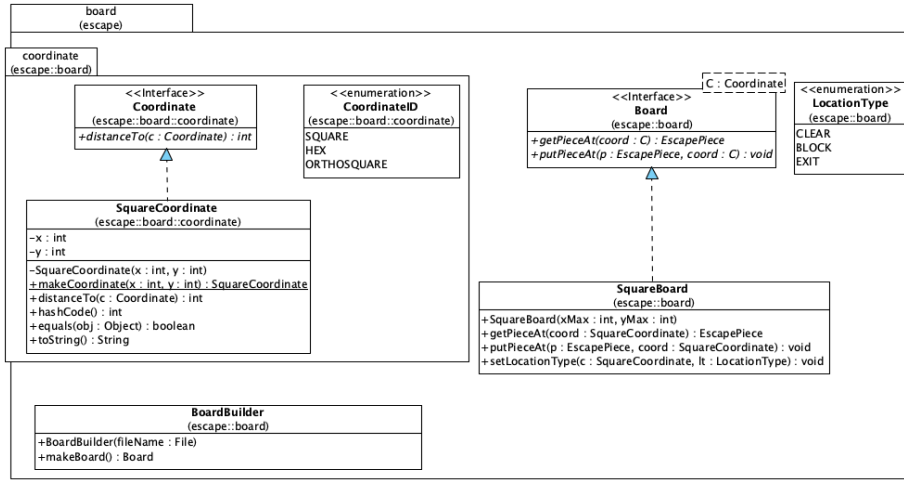 board
(escape)
coordinate
(escape::board)
<<Interface>>
Coordinate
(escape::board::coordinate)
+distanceTo(c : Coordinate) : int
<<enumeration>>
CoordinateID
(escape::board::coordinate)
SQUARE
HEX
ORTHOSQUARE
SquareCoordinate
(escape::board::coordinate)
-x : int
-y : int
-SquareCoordinate(x : int, y : int)
+makeCoordinate(x : int, y : int) : SquareCoordinate
+distanceTo(c : Coordinate) : int
+hashCode() : int
+equals(obj : Object) : boolean
+toString() : String
C : Coordinate
<<Interface>>
Board
(escape::board)
+getPieceAt(coord : C) : EscapePiece
+putPieceAt(p : EscapePiece, coord : C) : void
<<enumeration>>
LocationType
(escape::board)
CLEAR
BLOCK
EXIT
SquareBoard
(escape::board)
+SquareBoard(xMax : int, yMax : int)
+getPieceAt(coord : SquareCoordinate) : EscapePiece
+putPieceAt(p : EscapePiece, coord : SquareCoordinate) : void
+setLocationType(c : SquareCoordinate, lt : LocationType) : void
BoardBuilder
(escape::board)
+BoardBuilder(fileName : File)
+makeBoard() : Board